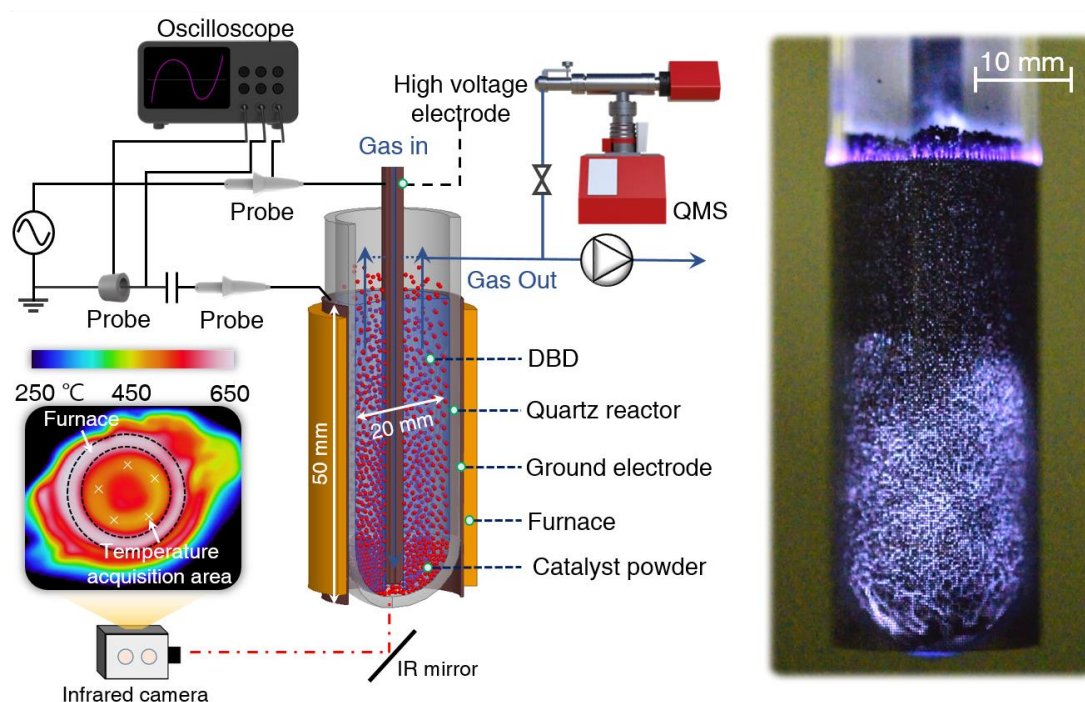 Oscilloscope
High voltage
electrode
10 mm
Gas in
Probe
QMS
Gas Out
Probe
Probe
DBD
250 ℃ 450 650
Quartz reactor
20 mm
Furnace
50 mm
Ground electrode
Furnace
Temperature
acquisition area
Catalyst powder
IR mirror
Infrared camera